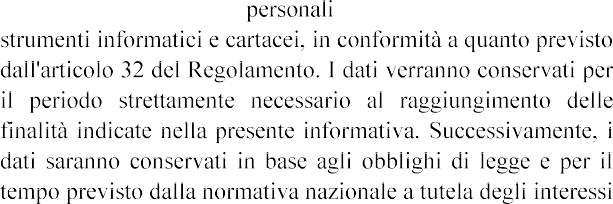 personali
strumenti informatici e cartacei, in conformità a quanto previsto
dall'articolo 32 del Regolamento. I dati verranno conservati per
il periodo strettamente necessario al raggiungimento delle
finalità indicate nella presente informativa. Successivamente, i
dati saranno conservati in base agli obblighi di legge e per il
tempo previsto dalla normativa nazionale a tutela degli interessi